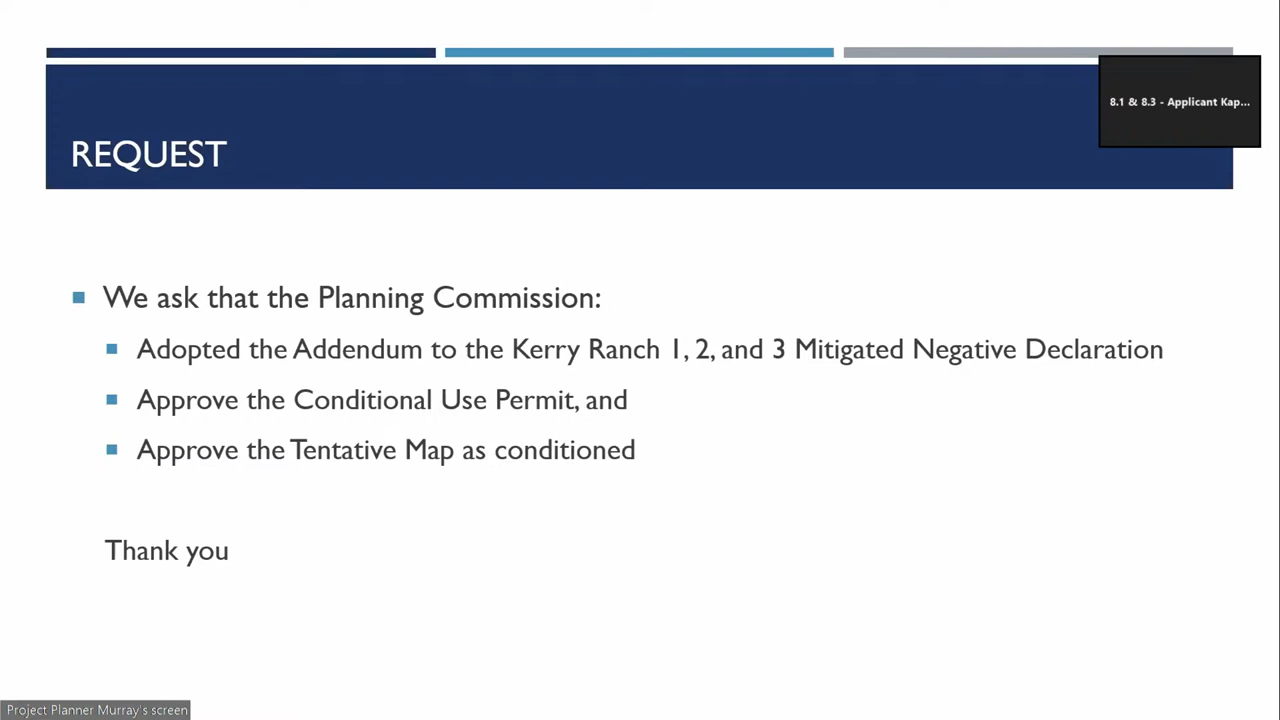 8.1 & 8.3 - Applicant Kap...
REQUEST
We ask that the Planning Commission:
Adopted the Addendum to the Kerry Ranch 1, 2, and 3 Mitigated Negative Declaration
Approve the Conditional Use Permit, and
Approve the Tentative Map as conditioned
Thank you
Project Planner Murray's screen